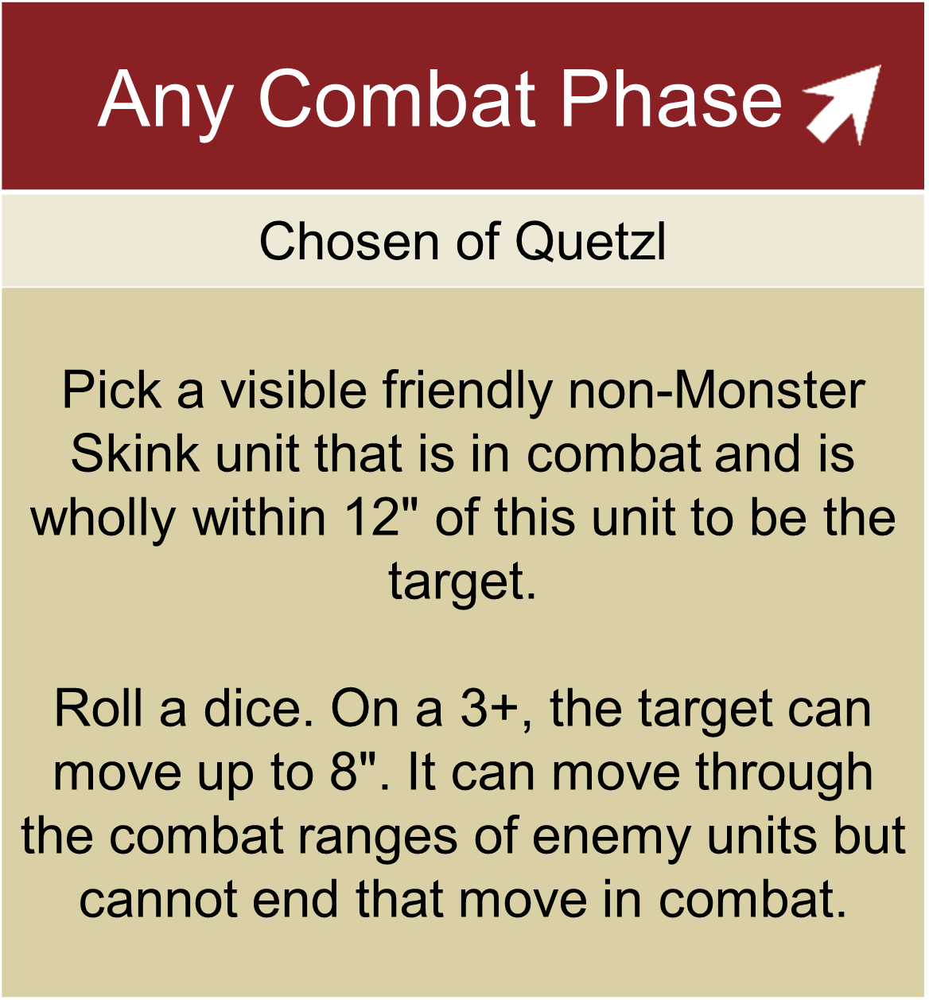 Any Combat Phase
Chosen of Quetzl
Pick a visible friendly non-Monster
Skink unit that is in combat and is
wholly within 12" of this unit to be the
target.
Roll a dice. On a 3+, the target can
move up to 8". It can move through
the combat ranges of enemy units but
cannot end that move in combat.